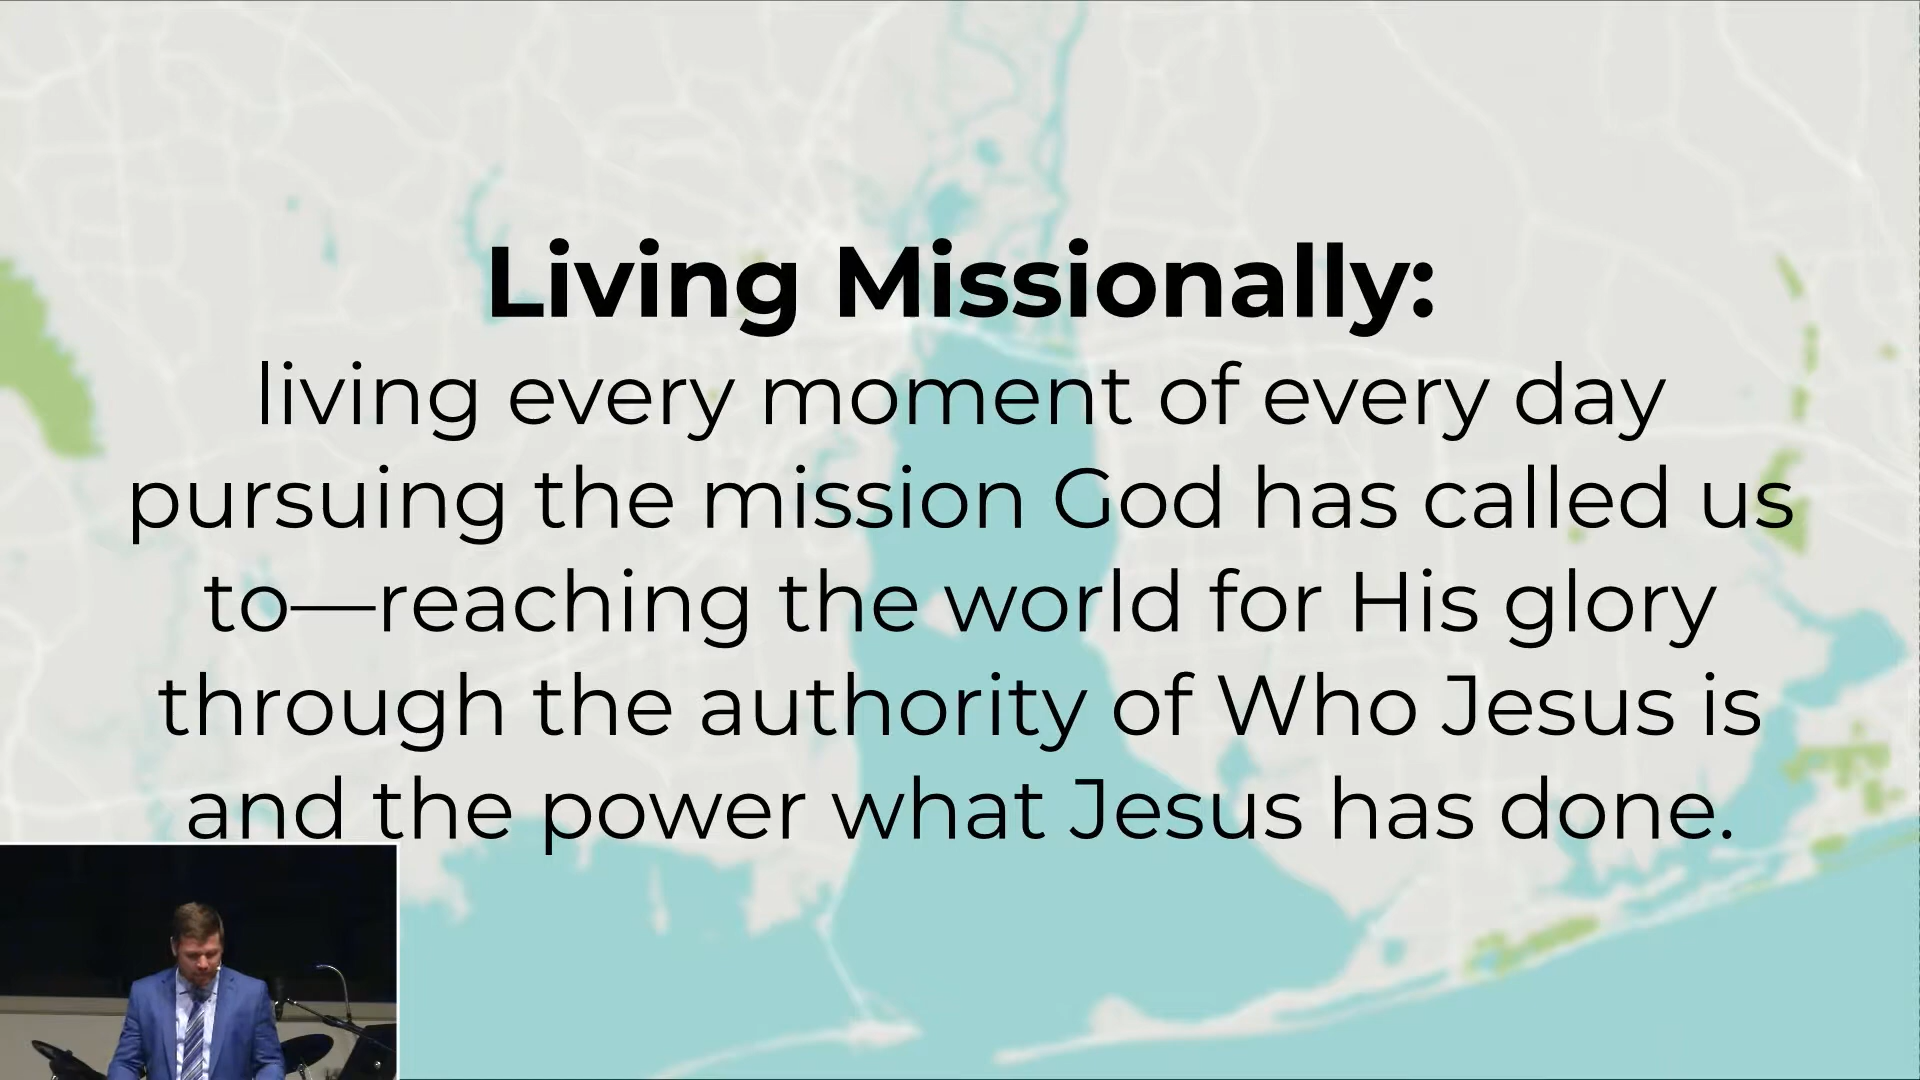 Living Missionally:
living every moment of every day
pursuing the mission God has called us
to—reaching the world for His glory
through the authority of Who Jesus is
and the power what Jesus has done.